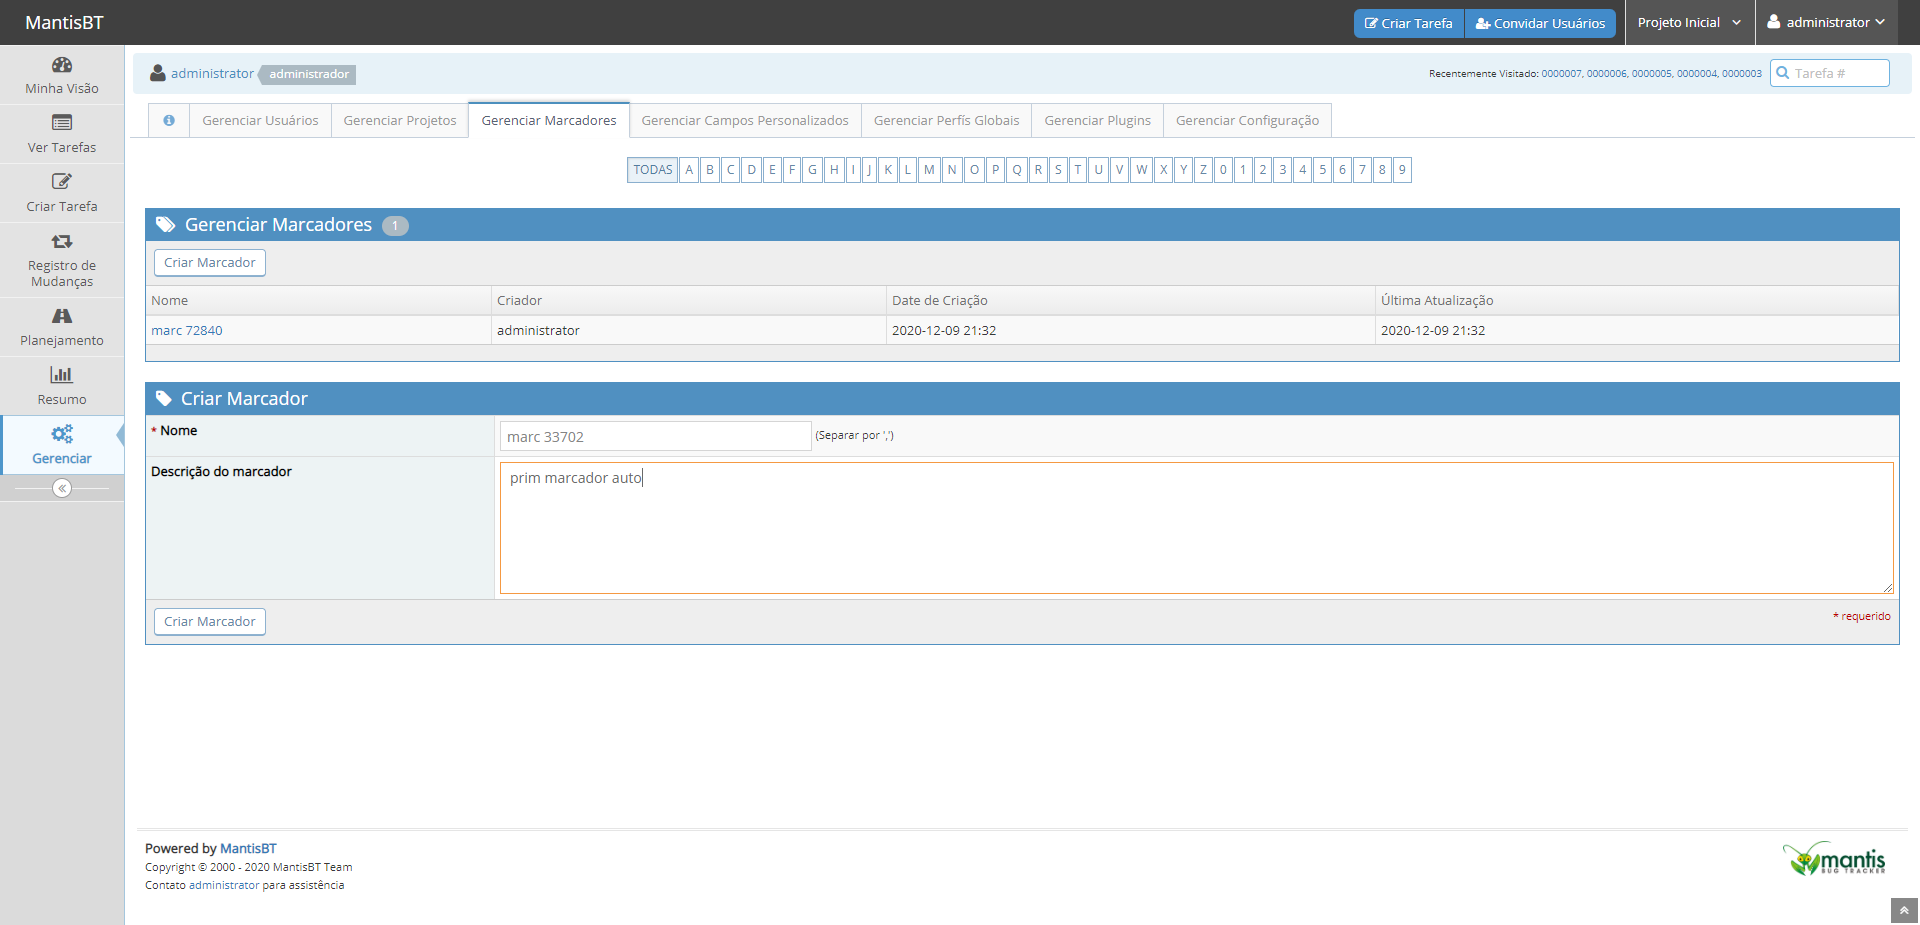 MantisBT
Criar Tarefa
Convidar Usuários
Projeto Inicial
administrator
Minha Visão
Ver Tarefas
Criar Tarefa
Registro de
Mudanças
Planejamento
Resumo
Gerenciar
administrator administrador
Recentemente Visitado: 0000007, 0000006, 0000005, 0000004, 0000003
Tarefa #
Gerenciar Usuários
Gerenciar Projetos
Gerenciar Marcadores
Gerenciar Campos Personalizados
Gerenciar Perfís Globais
Gerenciar Plugins
Gerenciar Configuração
TODAS A B C D E F G H I J K L M N O P Q R S T U V W X Y Z 0 1 2 3 4 5 6 7 8 9
Gerenciar Marcadores 1
Criar Marcador
Nome Criador Date de Criação Última Atualização
marc 72840 administrator 2020-12-09 21:32 2020-12-09 21:32
Criar Marcador
* Nome marc 33702 (Separar por ',')
Descrição do marcador prim marcador auto
Criar Marcador
* requerido
Powered by MantisBT
Copyright © 2000 - 2020 MantisBT Team
Contato administrator para assistência
mantis
BUG TRACKER